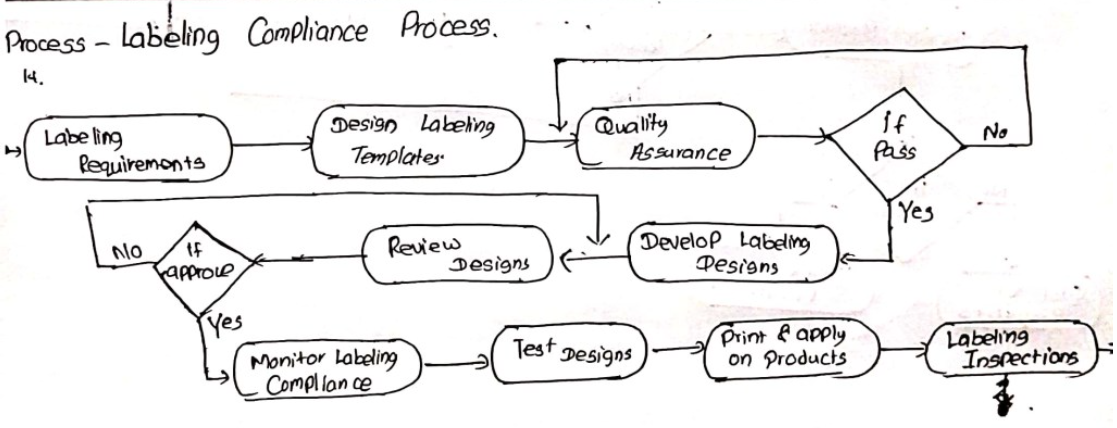 Process - Labeling Compliance Process.
14.
Labeling
Requirements
Design Labeling
Templates.
Quality
Assurance
If
Pass
No
Yes
Develop Labeling
Designs
Review
Designs
If
approve
No
Yes
Monitor Labeling
Compliance
Test Designs
Print & apply
on Products
Labeling
Inspections